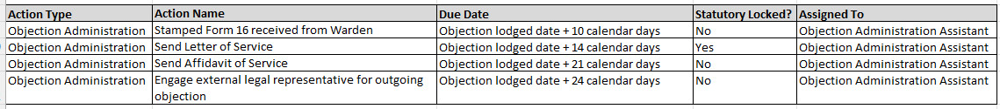 Action Type Action Name Due Date Statutory Locked? Assigned To
Objection Administration Stamped Form 16 received from Warden Objection lodged date + 10 calendar days No Objection Administration Assistant
Objection Administration Send Letter of Service Objection lodged date + 14 calendar days Yes Objection Administration Assistant
Objection Administration Send Affidavit of Service Objection lodged date + 21 calendar days No Objection Administration Assistant
Objection Administration Engage external legal representative for outgoing Objection lodged date + 24 calendar days No Objection Administration Assistant
objection